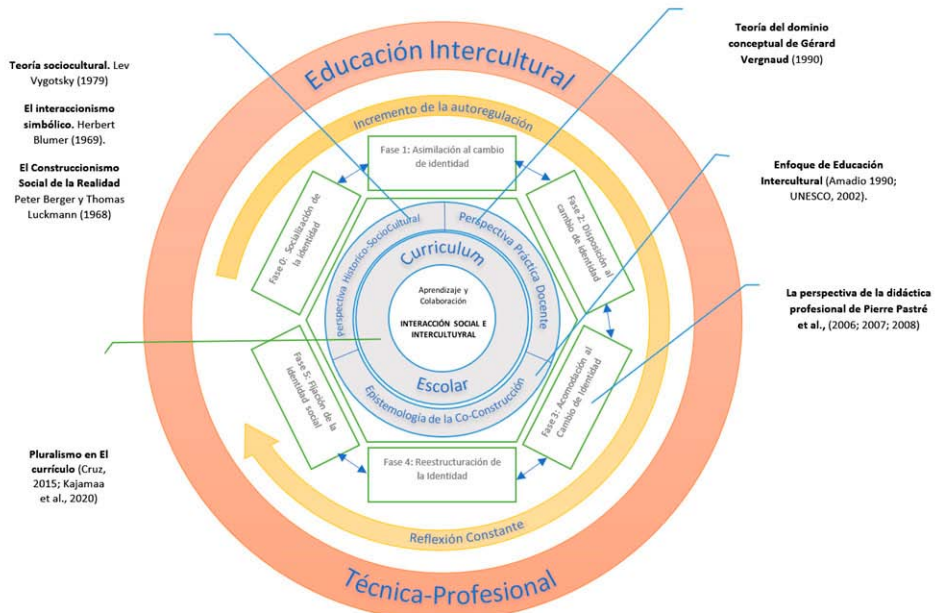 Educación Intercultural
Teoría sociocultural. Lev
Vygotsky (1979)
El interaccionismo
simbólico. Herbert
Blumer (1969).
El Construccionismo
Social de la Realidad
Peter Berger y Thomas
Luckmann (1968)
Pluralismo en El
currículo (Cruz,
2015; Kajamaa
et al., 2020)
Teoría del dominio
conceptual de Gérard
Vergnaud (1990)
Enfoque de Educación
Intercultural (Amadio 1990;
UNESCO, 2002).
La perspectiva de la didáctica
profesional de Pierre Pastré
et al., (2006; 2007; 2008)
Incremento de la autoregulación
Fase 0: Socialización de
la identidad
Fase 1: Asimilación al cambio
de identidad
Fase 2: Disposición al
cambio de identidad
Fase 3: Acomodación al
Cambio de Identidad
Fase 4: Reestructuración de
la Identidad
Fase 5: Fijación de la
identidad social
Perspectiva Historico-SocioCultural
Perspectiva Práctica Docente
Epistemología de la Co-Construcción
Curriculum
Aprendizaje y
Colaboración
INTERACCIÓN SOCIAL E
INTERCULTUYRAL
Escolar
Reflexión Constante
Técnica-Profesional